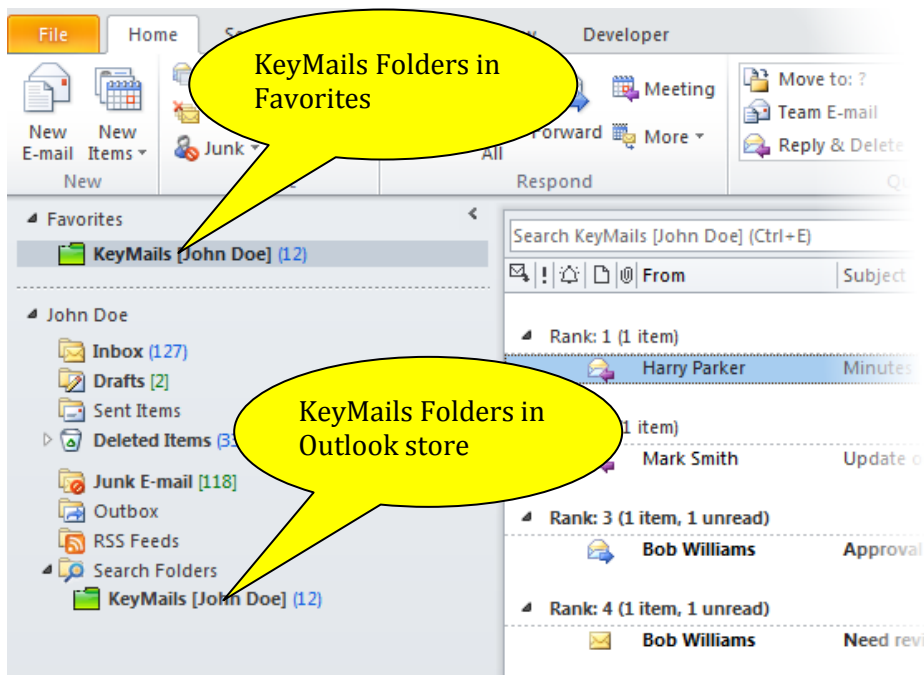 File Home Developer
KeyMails Folders in
Favorites
New
E-mail
New
Items
Junk
All
Forward
Meeting
More
Move to: ?
Team E-mail
Reply & Delete
New
Respond
Favorites
KeyMails [John Doe] (12)
John Doe
Inbox (127)
Drafts [2]
Sent Items
Deleted Items
Junk E-mail [118]
Outbox
RSS Feeds
Search Folders
KeyMails [John Doe] (12)
KeyMails Folders in
Outlook store
Search KeyMails [John Doe] (Ctrl+E)
! From Subject
Rank: 1 (1 item)
Harry Parker Minutes
item)
Mark Smith Update
Rank: 3 (1 item, 1 unread)
Bob Williams Approval
Rank: 4 (1 item, 1 unread)
Bob Williams Need